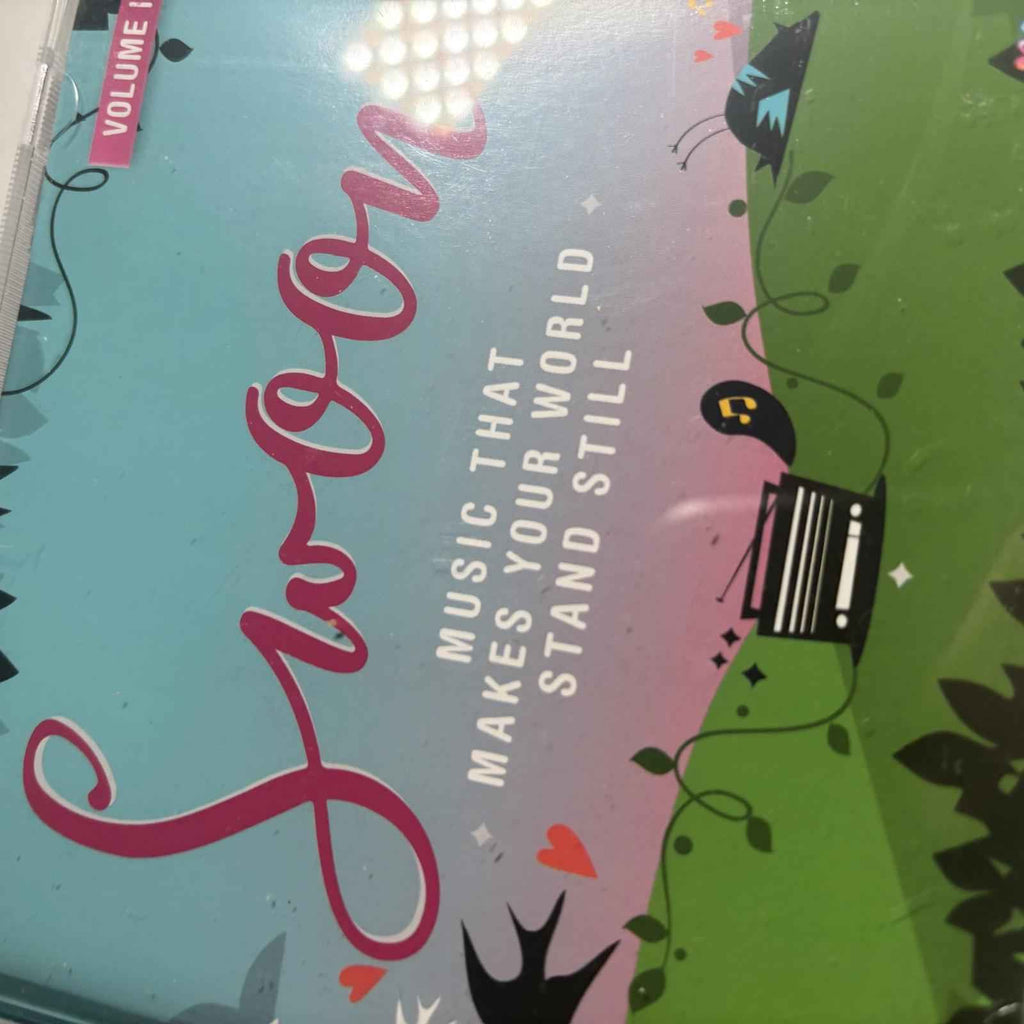 VOLUME
Swoon
MUSIC THAT
MAKES YOUR WORLD
STAND STILL